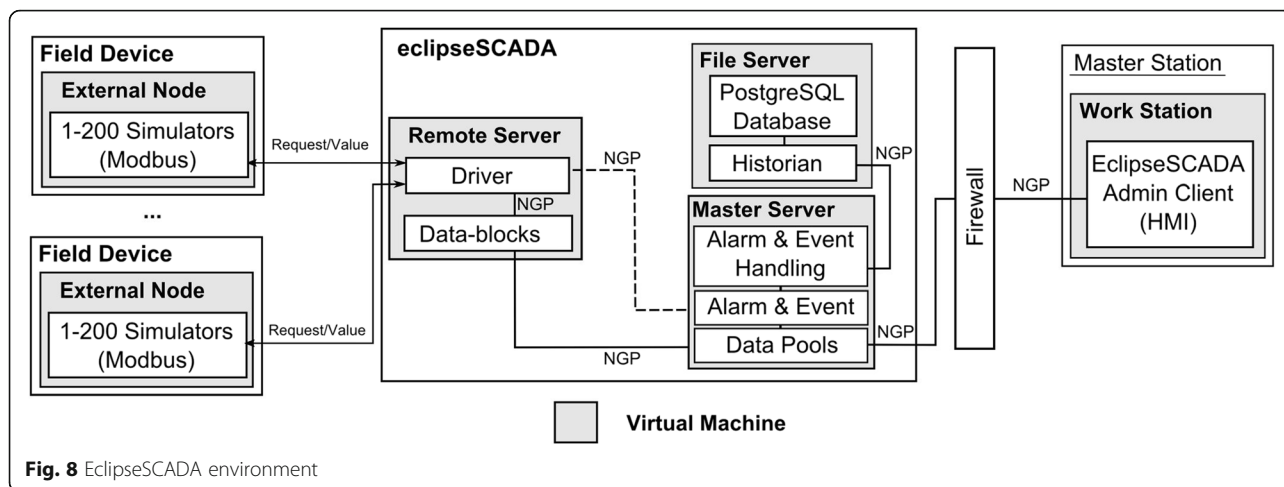 Field Device
External Node
1-200 Simulators
(Modbus)
...
Field Device
External Node
1-200 Simulators
(Modbus)
Request/Value
Request/Value
eclipseSCADA
Remote Server
Driver
NGP
Data-blocks
NGP
NGP
File Server
PostgreSQL
Database
Historian
NGP
Master Server
Alarm & Event
Handling
Alarm & Event
Data Pools
NGP
Firewall
NGP
Master Station
Work Station
EclipseSCADA
Admin Client
(HMI)
Virtual Machine
Fig. 8 EclipseSCADA environment